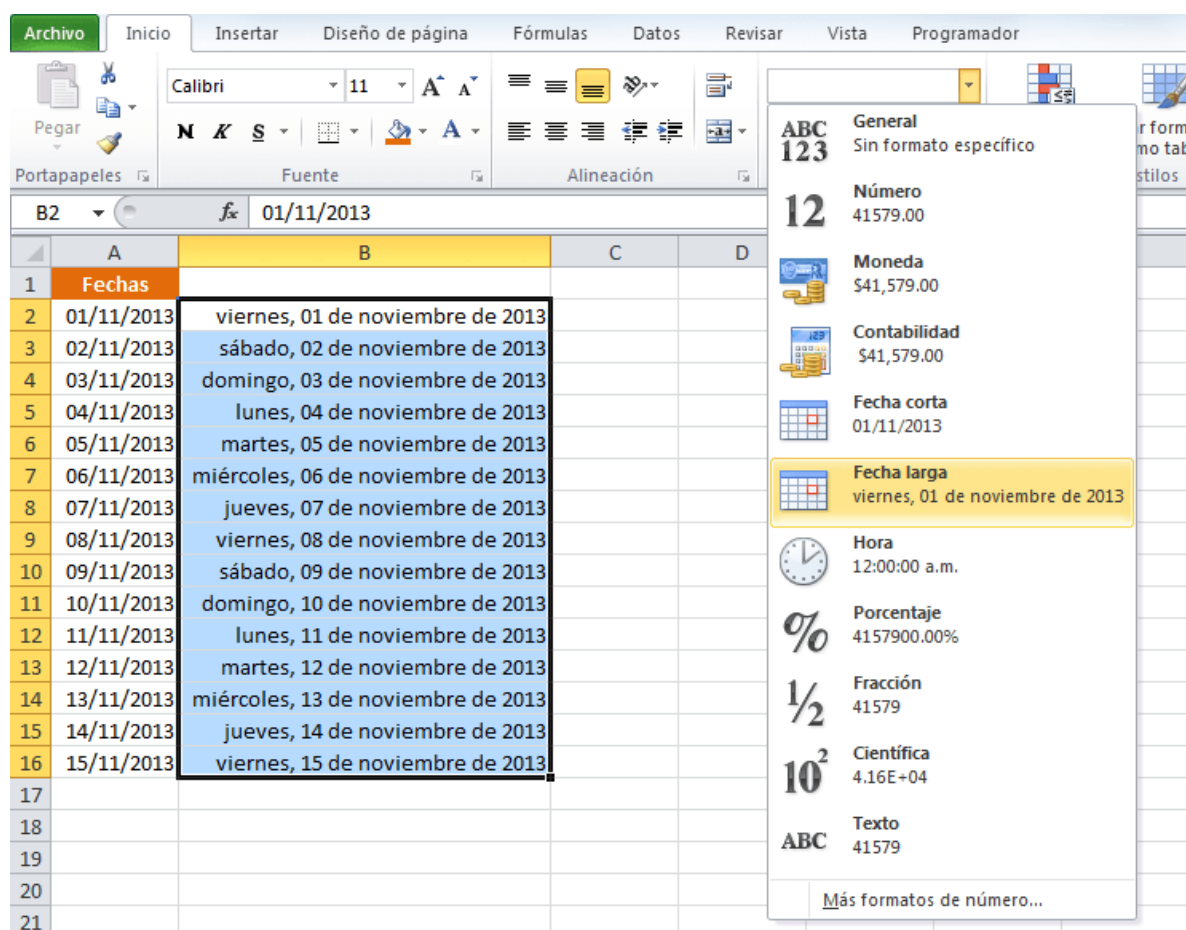 Archivo Inicio Insertar Diseño de página Fórmulas Datos Revisar Vista Programador
Calibri 11 A A
Pegar N K S A
Portapapeles Fuente Alineación
B2 fx 01/11/2013
A B C D
1 Fechas
2 01/11/2013 viernes, 01 de noviembre de 2013
3 02/11/2013 sábado, 02 de noviembre de 2013
4 03/11/2013 domingo, 03 de noviembre de 2013
5 04/11/2013 lunes, 04 de noviembre de 2013
6 05/11/2013 martes, 05 de noviembre de 2013
7 06/11/2013 miércoles, 06 de noviembre de 2013
8 07/11/2013 jueves, 07 de noviembre de 2013
9 08/11/2013 viernes, 08 de noviembre de 2013
10 09/11/2013 sábado, 09 de noviembre de 2013
11 10/11/2013 domingo, 10 de noviembre de 2013
12 11/11/2013 lunes, 11 de noviembre de 2013
13 12/11/2013 martes, 12 de noviembre de 2013
14 13/11/2013 miércoles, 13 de noviembre de 2013
15 14/11/2013 jueves, 14 de noviembre de 2013
16 15/11/2013 viernes, 15 de noviembre de 2013
17
18
19
20
21
ABC
123
General
Sin formato específico
12
Número
41579.00
Moneda
$41,579.00
Contabilidad
$41,579.00
Fecha corta
01/11/2013
Fecha larga
viernes, 01 de noviembre de 2013
Hora
12:00:00 a.m.
%
Porcentaje
4157900.00%
½
Fracción
41579
10²
Científica
4.16E+04
ABC
Texto
41579
Más formatos de número...
r form
mo tab
stilos